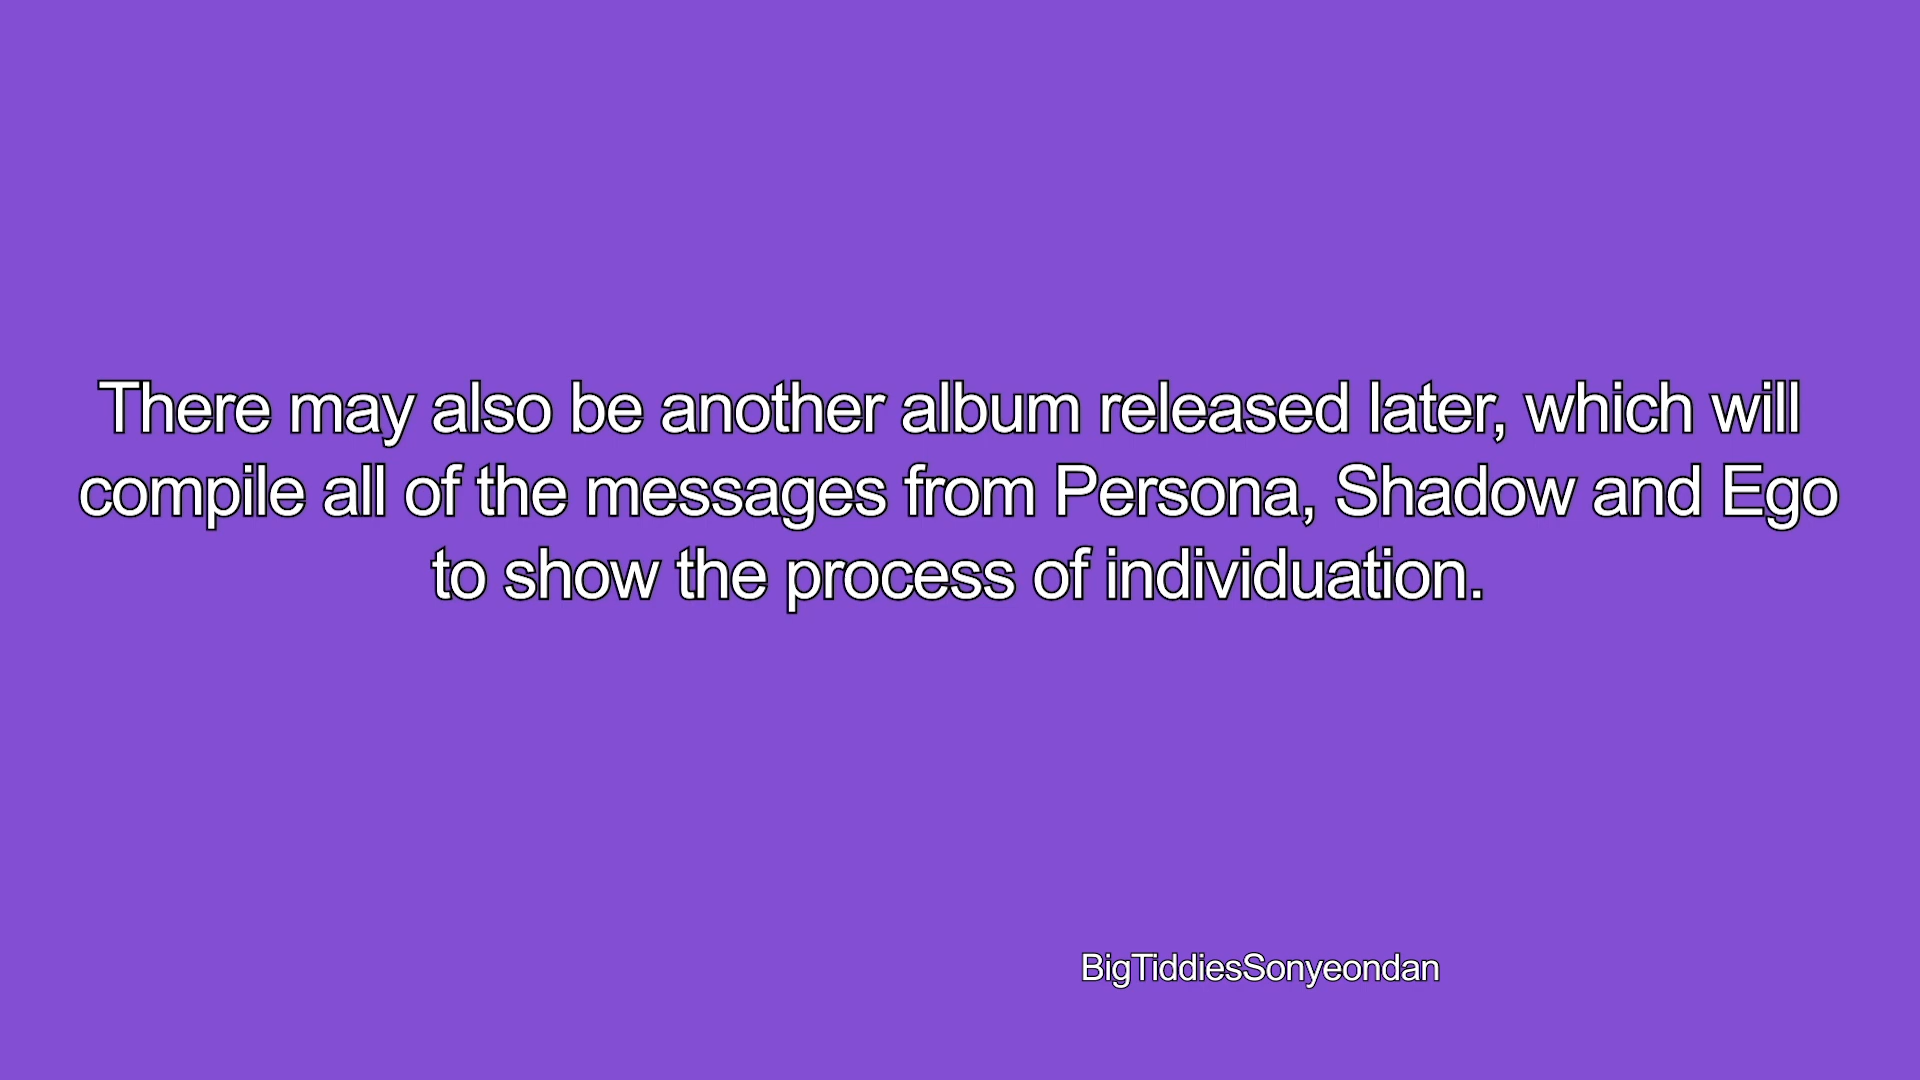 There may also be another album released later, which will
compile all of the messages from Persona, Shadow and Ego
to show the process of individuation.
BigTiddiesSonyeondan